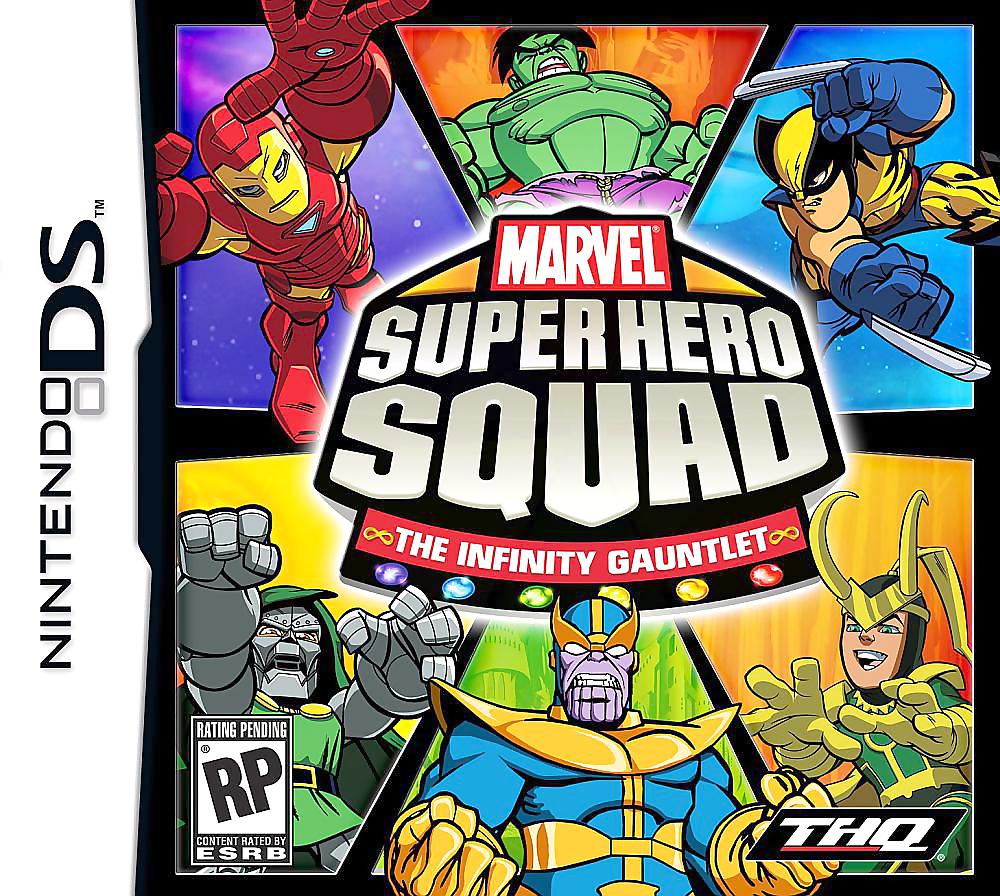 NINTENDO DS™
MARVEL®
SUPER HERO
SQUAD
THE INFINITY GAUNTLET
RATING PENDING
®
RP
CONTENT RATED BY
ESRB
THQ®